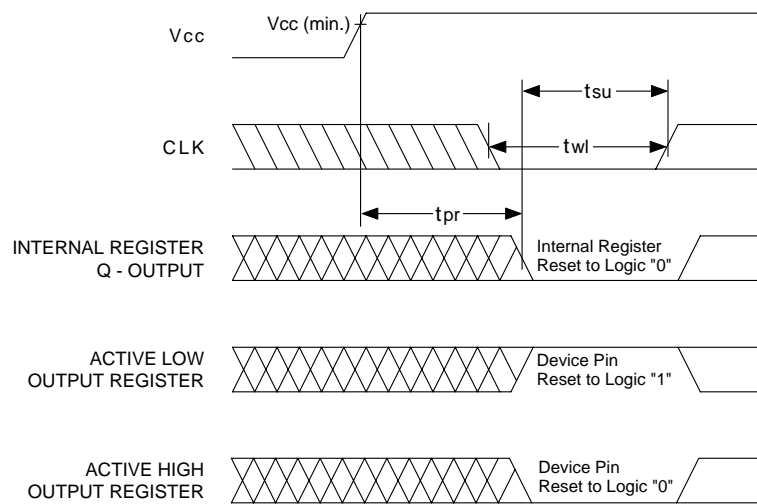 Vcc
Vcc (min.)
tsu
CLK
twl
tpr
INTERNAL REGISTER
Q - OUTPUT
Internal Register
Reset to Logic "0"
ACTIVE LOW
OUTPUT REGISTER
Device Pin
Reset to Logic "1"
ACTIVE HIGH
OUTPUT REGISTER
Device Pin
Reset to Logic "0"